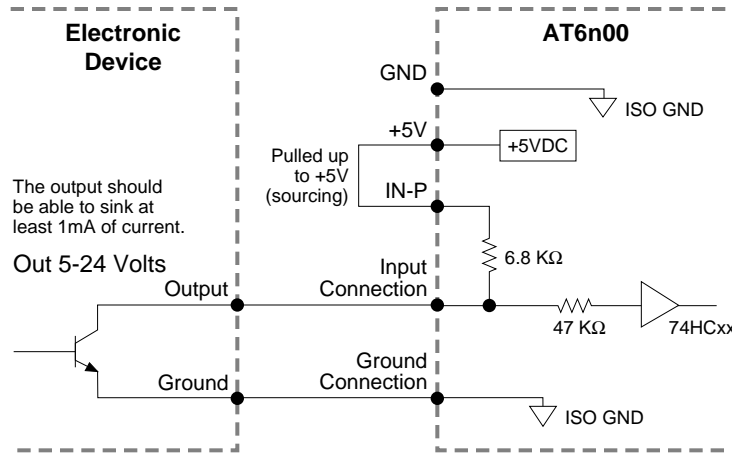 Electronic
Device
AT6n00
GND
ISO GND
+5V
+5VDC
Pulled up
to +5V
(sourcing)
IN-P
The output should
be able to sink at
least 1mA of current.
Out 5-24 Volts
6.8 KΩ
Output
Input
Connection
47 KΩ
74HCxx
Ground
Ground
Connection
ISO GND